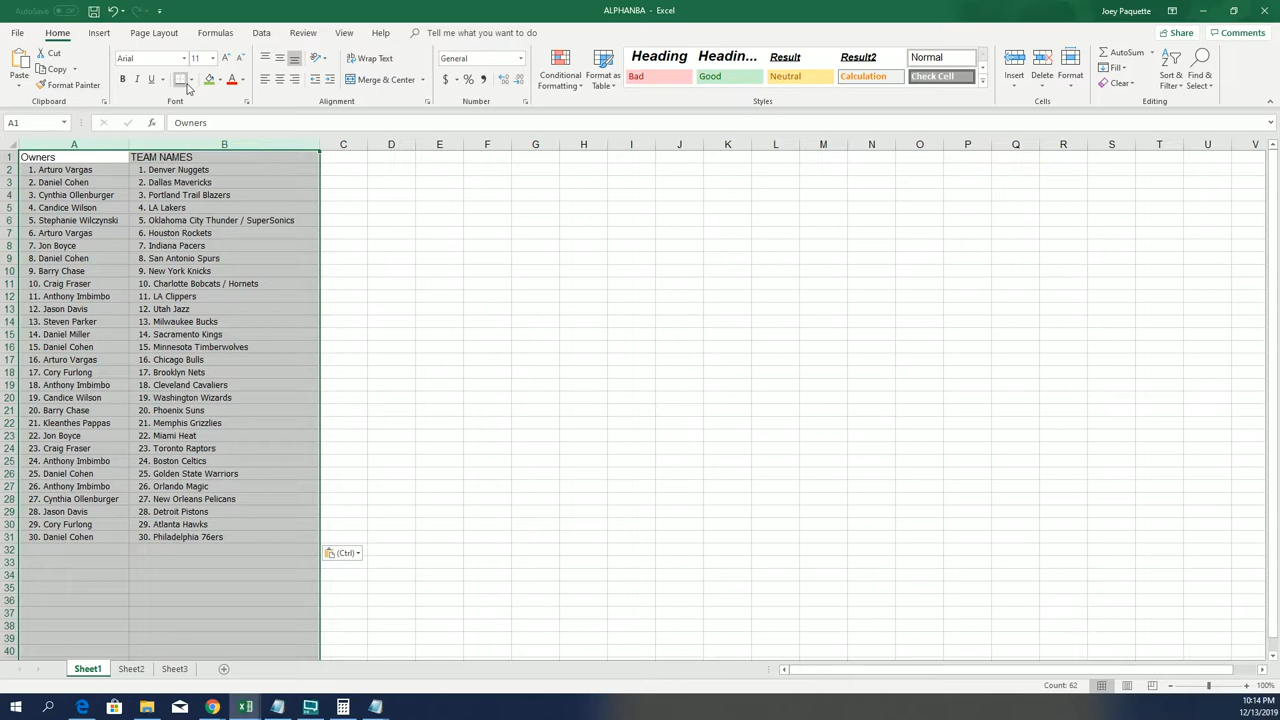 AutoSave Off
ALPHANBA - Excel
Joey Paquette
File Home Insert Page Layout Formulas Data Review View Help Tell me what you want to do
Share Comments
Paste
Cut
Copy
Format Painter
Clipboard
Arial 11
B I U
Font
Wrap Text
Merge & Center
Alignment
General
$ % 9
Number
Conditional Formatting
Format as Table
Heading Headin... Result Result2 Normal
Bad Good Neutral Calculation Check Cell
Styles
Insert Delete Format
Cells
AutoSum
Fill
Clear
Sort & Filter
Find & Select
Editing
A1 fx Owners
A B C D E F G H I J K L M N O P Q R S T U V
1 Owners TEAM NAMES
2 1. Arturo Vargas 1. Denver Nuggets
3 2. Daniel Cohen 2. Dallas Mavericks
4 3. Cynthia Ollenburger 3. Portland Trail Blazers
5 4. Candice Wilson 4. LA Lakers
6 5. Stephanie Wilczynski 5. Oklahoma City Thunder / SuperSonics
7 6. Arturo Vargas 6. Houston Rockets
8 7. Jon Boyce 7. Indiana Pacers
9 8. Daniel Cohen 8. San Antonio Spurs
10 9. Barry Chase 9. New York Knicks
11 10. Craig Fraser 10. Charlotte Bobcats / Hornets
12 11. Anthony Imbimbo 11. LA Clippers
13 12. Jason Davis 12. Utah Jazz
14 13. Steven Parker 13. Milwaukee Bucks
15 14. Daniel Miller 14. Sacramento Kings
16 15. Daniel Cohen 15. Minnesota Timberwolves
17 16. Arturo Vargas 16. Chicago Bulls
18 17. Cory Furlong 17. Brooklyn Nets
19 18. Anthony Imbimbo 18. Cleveland Cavaliers
20 19. Candice Wilson 19. Washington Wizards
21 20. Barry Chase 20. Phoenix Suns
22 21. Kleanthes Pappas 21. Memphis Grizzlies
23 22. Jon Boyce 22. Miami Heat
24 23. Craig Fraser 23. Toronto Raptors
25 24. Anthony Imbimbo 24. Boston Celtics
26 25. Daniel Cohen 25. Golden State Warriors
27 26. Anthony Imbimbo 26. Orlando Magic
28 27. Cynthia Ollenburger 27. New Orleans Pelicans
29 28. Jason Davis 28. Detroit Pistons
30 29. Cory Furlong 29. Atlanta Hawks
31 30. Daniel Cohen 30. Philadelphia 76ers
32
(Ctrl)
33
34
35
36
37
38
39
40
Sheet1 Sheet2 Sheet3
Count: 62
100%
10:14 PM
12/13/2019